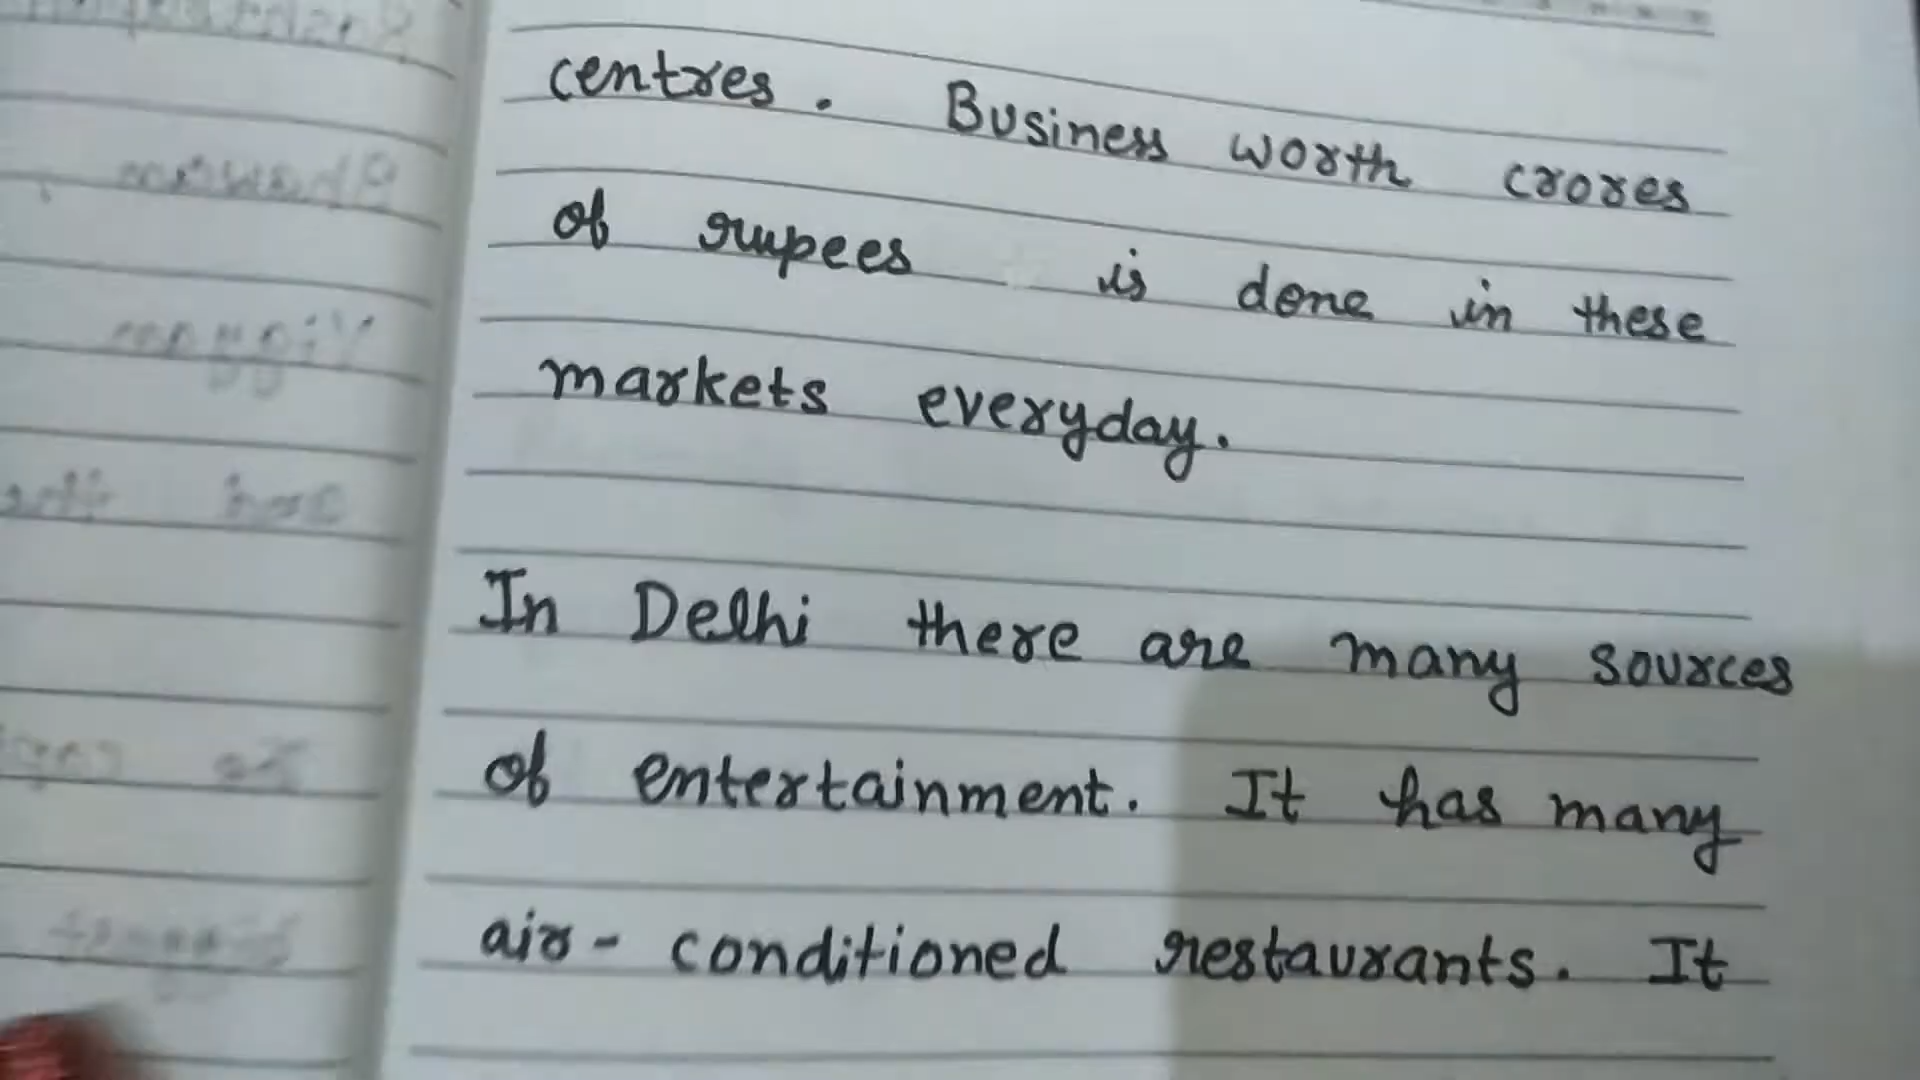 centres. Business worth crores
of rupees is done in these
markets everyday.
In Delhi there are many sources
of entertainment. It has many
air-conditioned restaurants. It